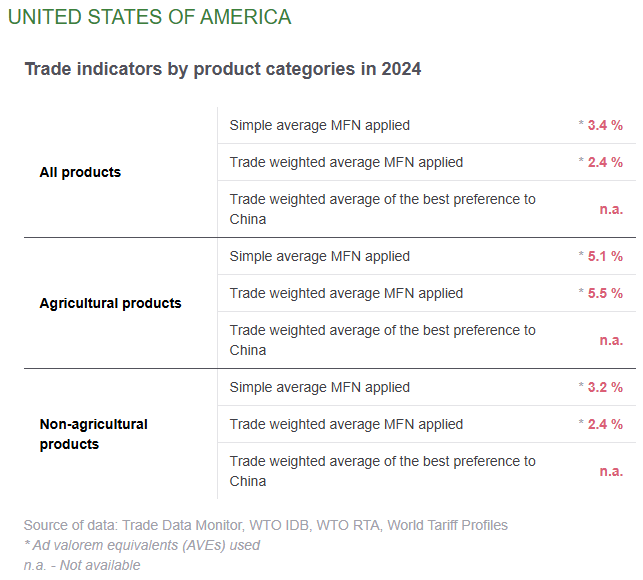 UNITED STATES OF AMERICA
Trade indicators by product categories in 2024
All products
Simple average MFN applied * 3.4 %
Trade weighted average MFN applied * 2.4 %
Trade weighted average of the best preference to
China
n.a.
Agricultural products
Simple average MFN applied * 5.1 %
Trade weighted average MFN applied * 5.5 %
Trade weighted average of the best preference to
China
n.a.
Non-agricultural
products
Simple average MFN applied * 3.2 %
Trade weighted average MFN applied * 2.4 %
Trade weighted average of the best preference to
China
n.a.
Source of data: Trade Data Monitor, WTO IDB, WTO RTA, World Tariff Profiles
* Ad valorem equivalents (AVEs) used
n.a. - Not available